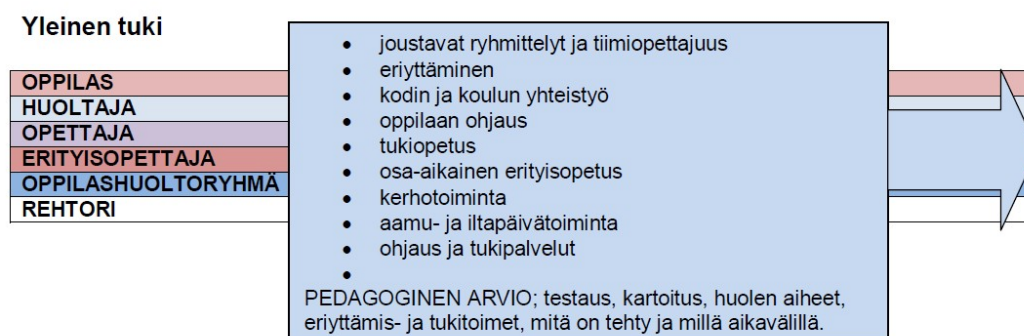 Yleinen tuki
OPPILAS
HUOLTAJA
OPETTAJA
ERITYISOPETTAJA
OPPILASHUOLTORYHMÄ
REHTORI
• joustavat ryhmittelyt ja tiimiopettajuus
• eriyttäminen
• kodin ja koulun yhteistyö
• oppilaan ohjaus
• tukiopetus
• osa-aikainen erityisopetus
• kerhotoiminta
• aamu- ja iltapäivätoiminta
• ohjaus ja tukipalvelut
•
PEDAGOGINEN ARVIO; testaus, kartoitus, huolen aiheet,
eriyttämis- ja tukitoimet, mitä on tehty ja millä aikavälillä.